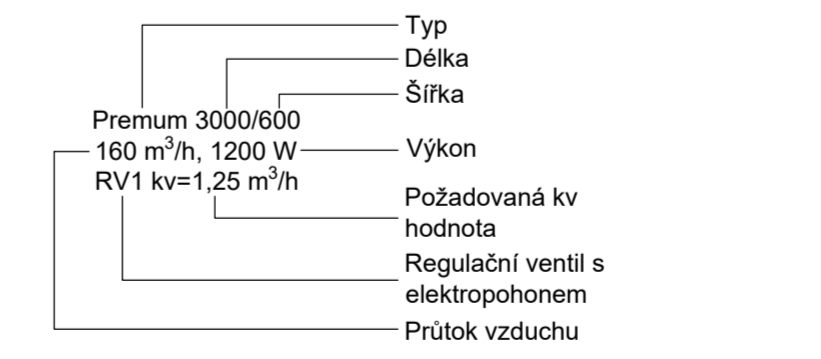 Typ
Délka
Šířka
Premum 3000/600
160 m³/h, 1200 W
Výkon
RV1 kv=1,25 m³/h
Požadovaná kv
hodnota
Regulační ventil s
elektropohonem
Průtok vzduchu